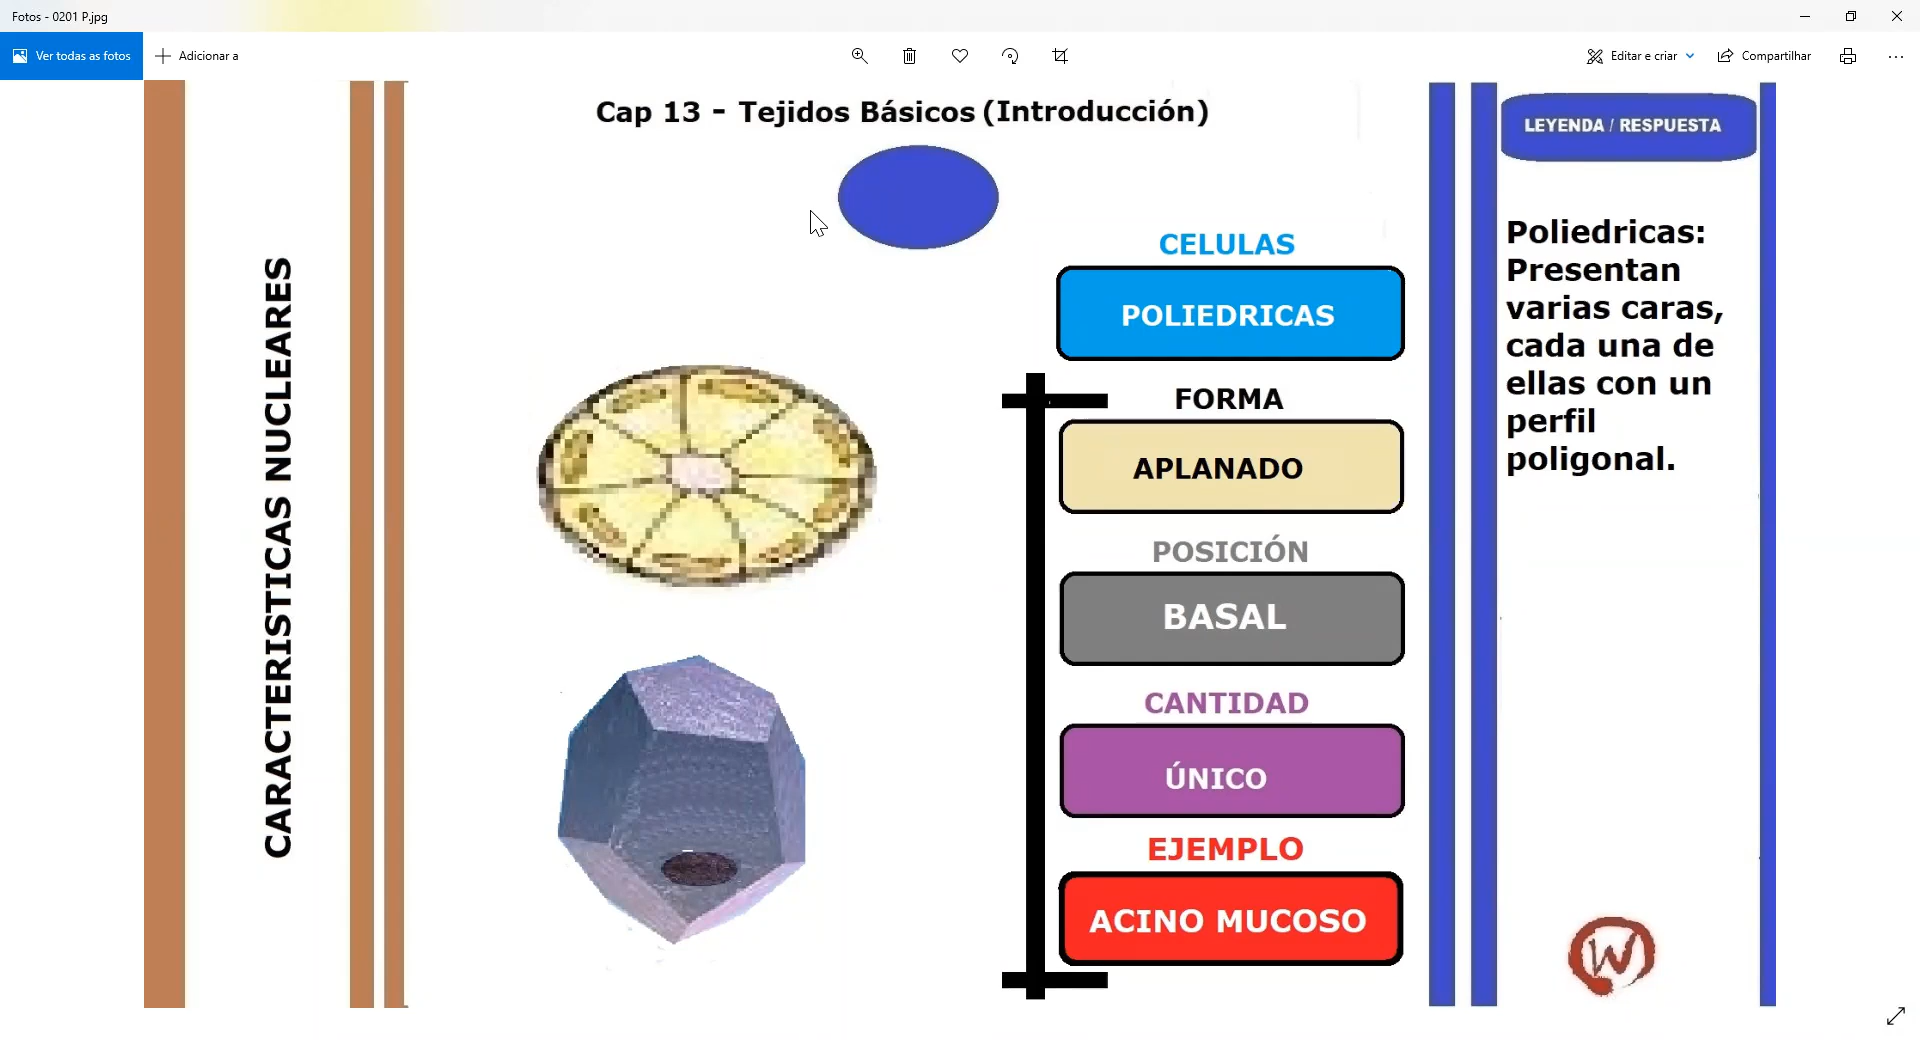 Fotos - 0201 P.jpg
Ver todas as fotos
Adicionar a
Editar e criar
Compartilhar
Cap 13 - Tejidos Básicos (Introducción)
CARACTERISTICAS NUCLEARES
CELULAS
POLIEDRICAS
FORMA
APLANADO
POSICIÓN
BASAL
CANTIDAD
ÚNICO
EJEMPLO
ACINO MUCOSO
LEYENDA / RESPUESTA
Poliedricas:
Presentan
varias caras,
cada una de
ellas con un
perfil
poligonal.
W